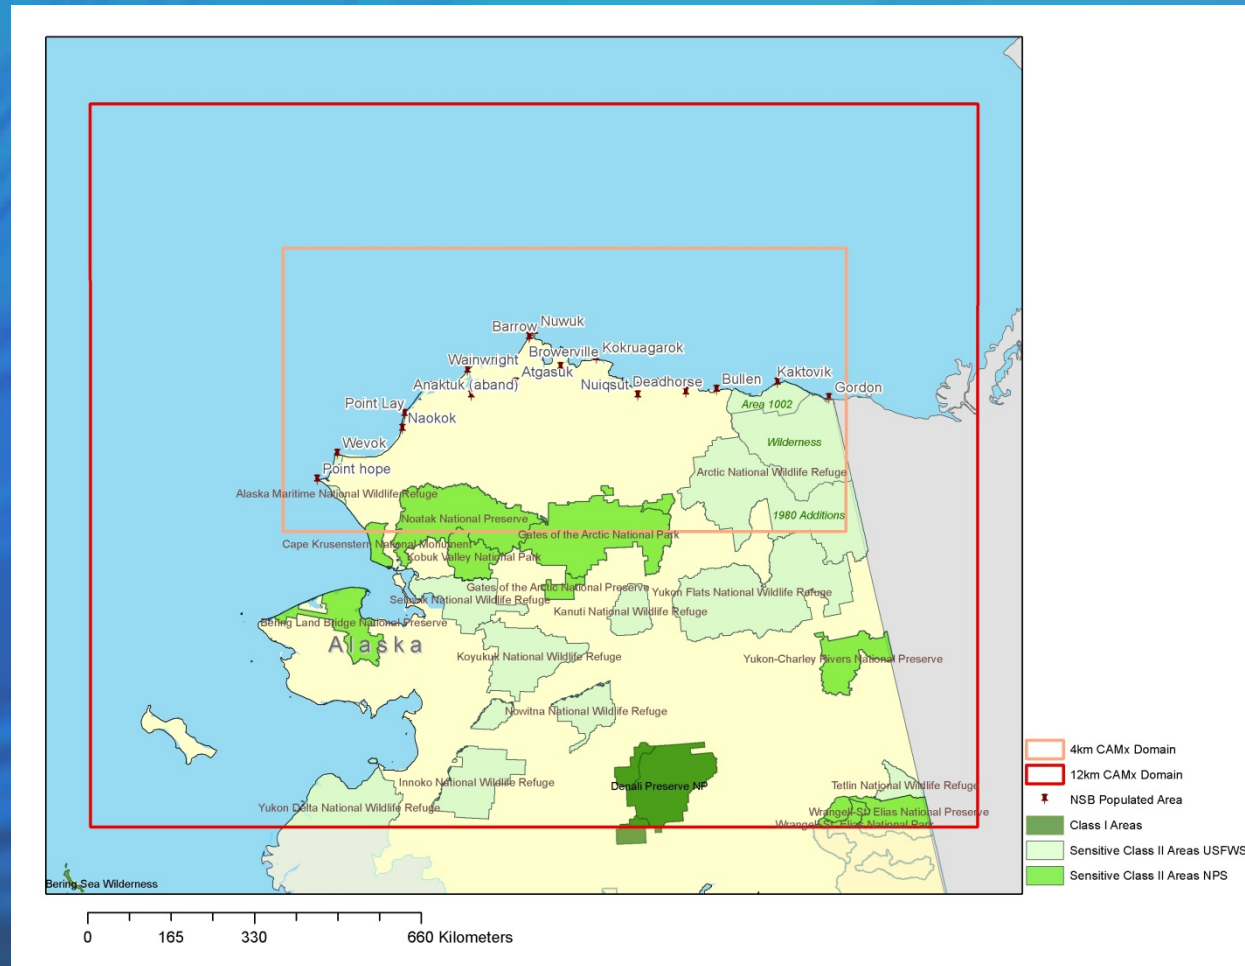 Barrow
Nuwuk
Browerville
Kokruagarok
Wainwright
Atgasuk
Anaktuk (aband)
Nuiqsut
Deadhorse
Bullen
Kaktovik
Gordon
Point Lay
Naokok
Area 1002
Wevok
Wilderness
Point hope
Arctic National Wildlife Refuge
Alaska Maritime National Wildlife Refuge
1980 Additions
Noatak National Preserve
Gates of the Arctic National Park
Cape Krusenstern National Monument
Kobuk Valley National Park
Gates of the Arctic National Preserve
Selawik National Wildlife Refuge
Kanuti National Wildlife Refuge
Yukon Flats National Wildlife Refuge
Bering Land Bridge National Preserve
Alaska
Koyukuk National Wildlife Refuge
Yukon-Charley Rivers National Preserve
Nowitna National Wildlife Refuge
Innoko National Wildlife Refuge
Denali Preserve NP
Tetlin National Wildlife Refuge
Yukon Delta National Wildlife Refuge
Wrangell-St. Elias National Preserve
Wrangell-St. Elias National Park
Bering Sea Wilderness
4km CAMx Domain
12km CAMx Domain
NSB Populated Area
Class I Areas
Sensitive Class II Areas USFWS
Sensitive Class II Areas NPS
0 165 330 660 Kilometers